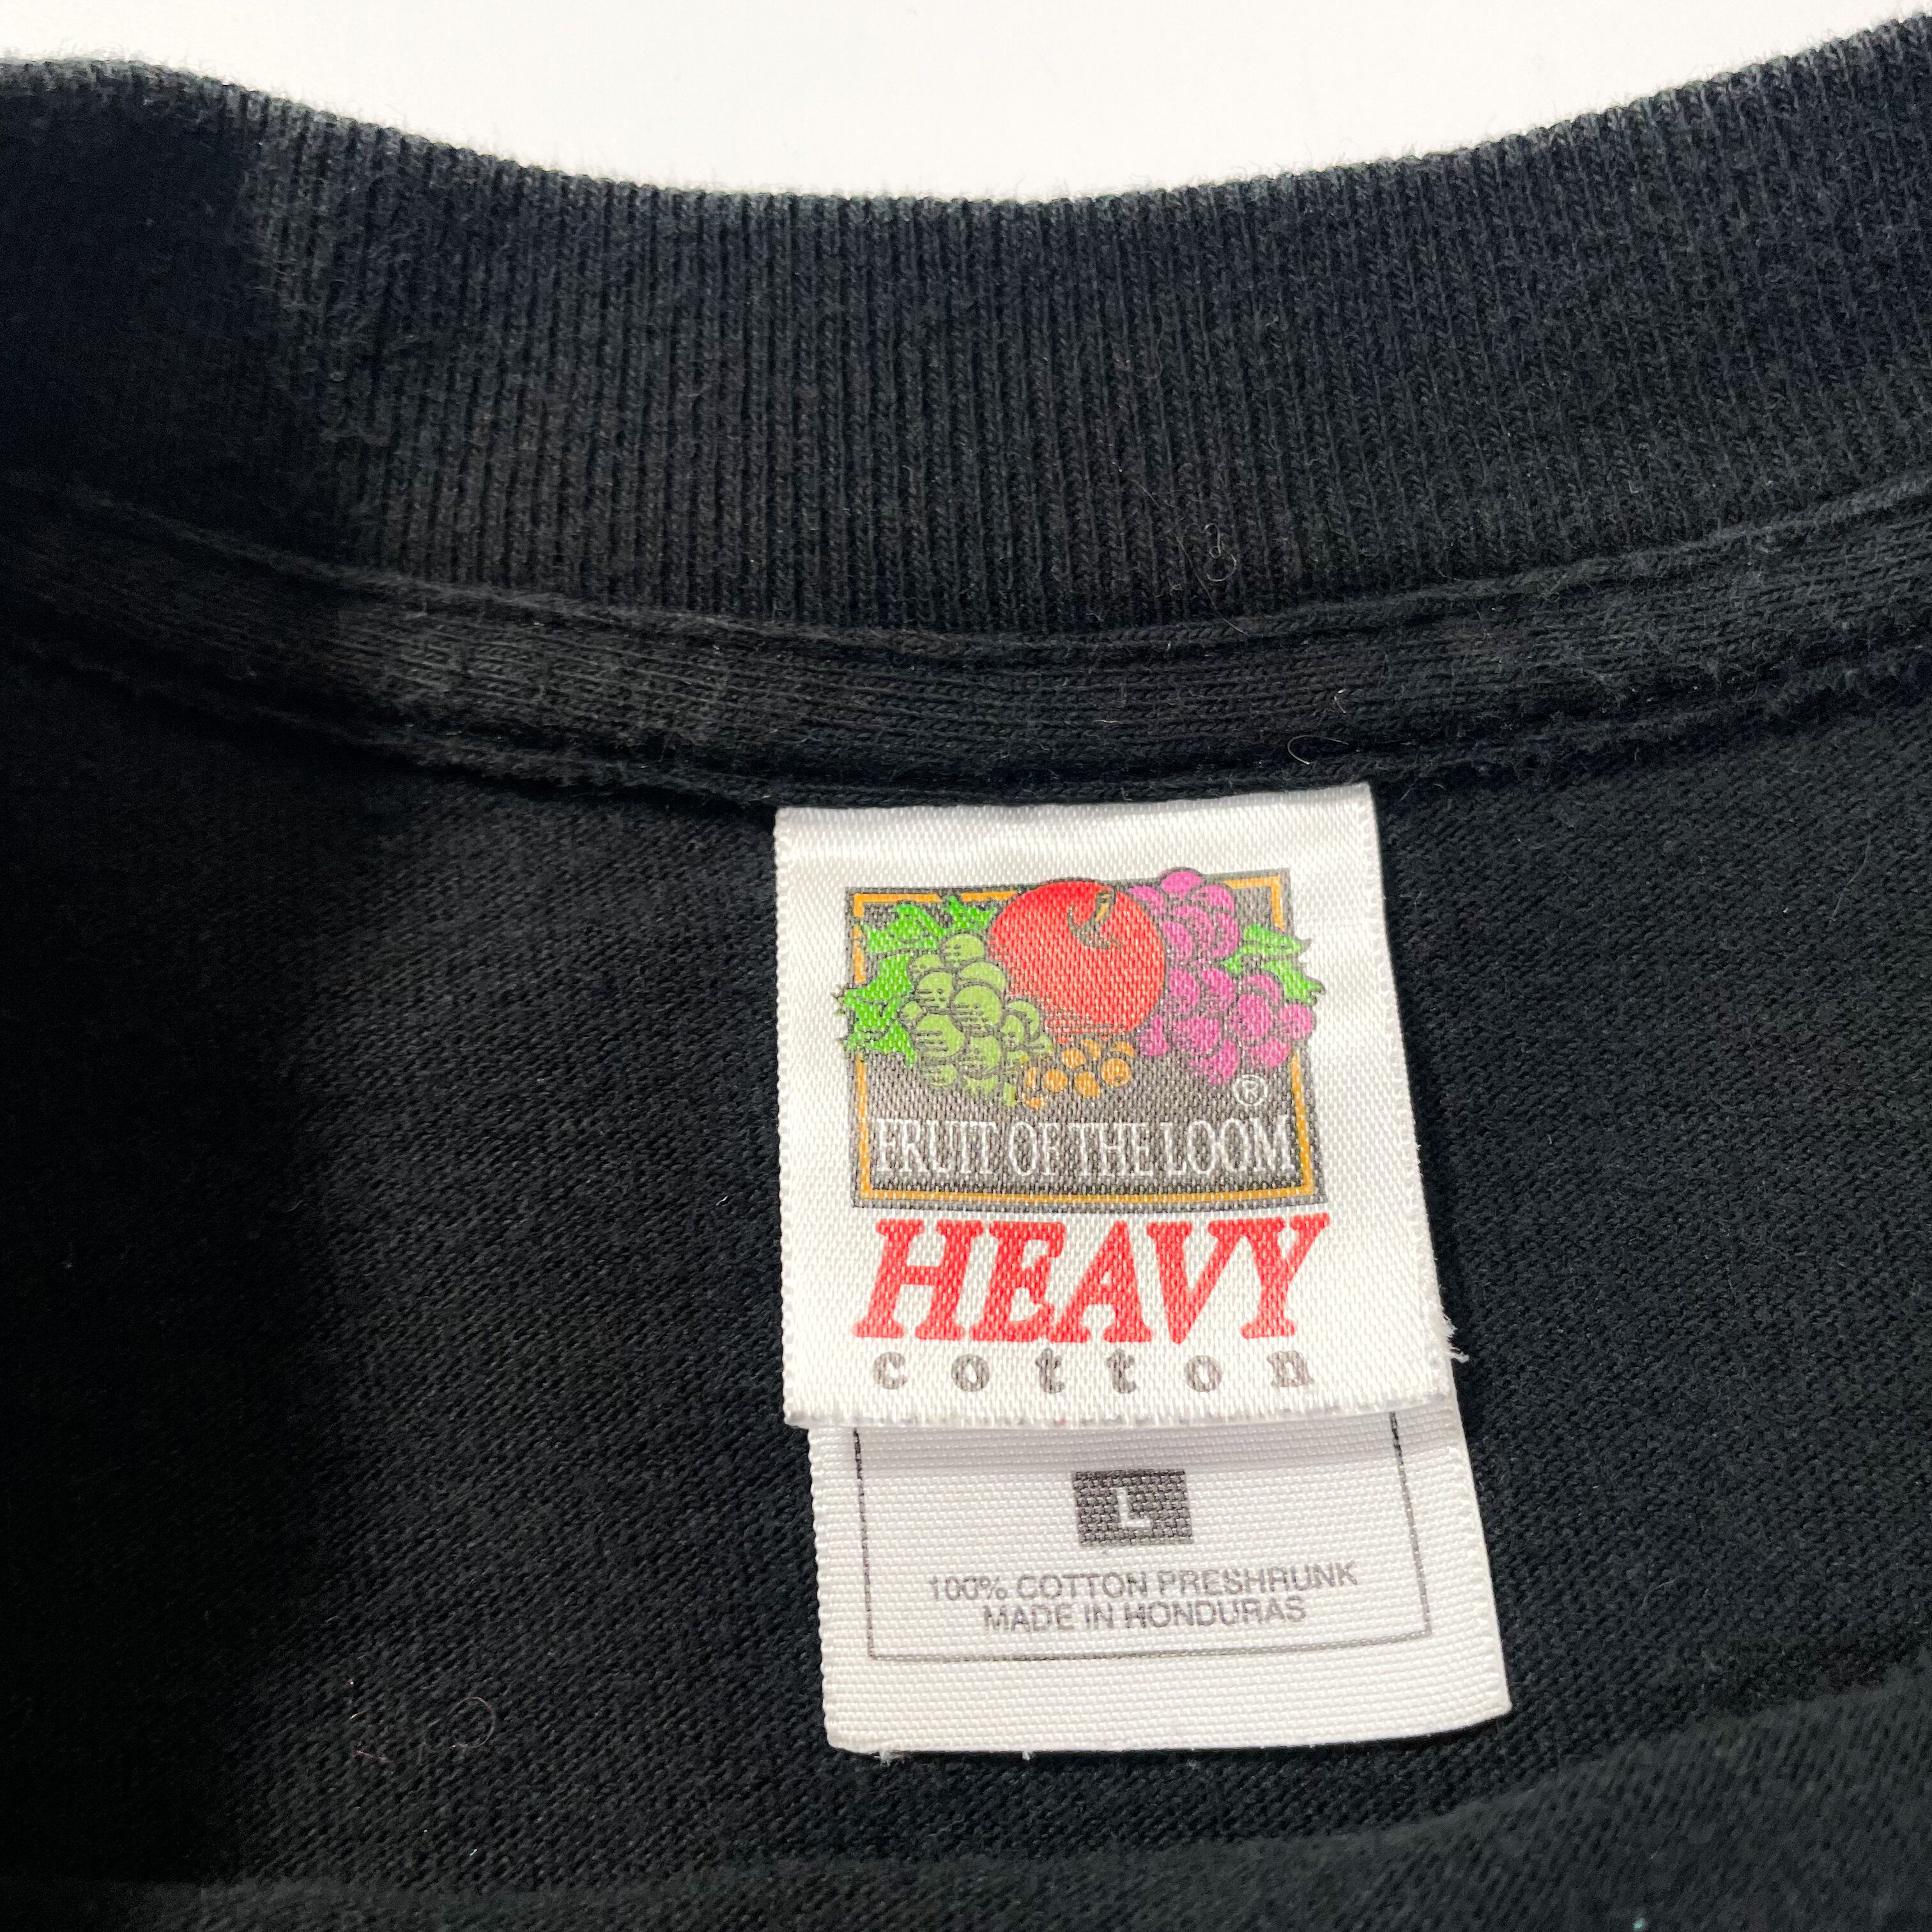 ®
FRUIT OF THE LOOM
HEAVY
cotton
L
100% COTTON PRESHRUNK
MADE IN HONDURAS